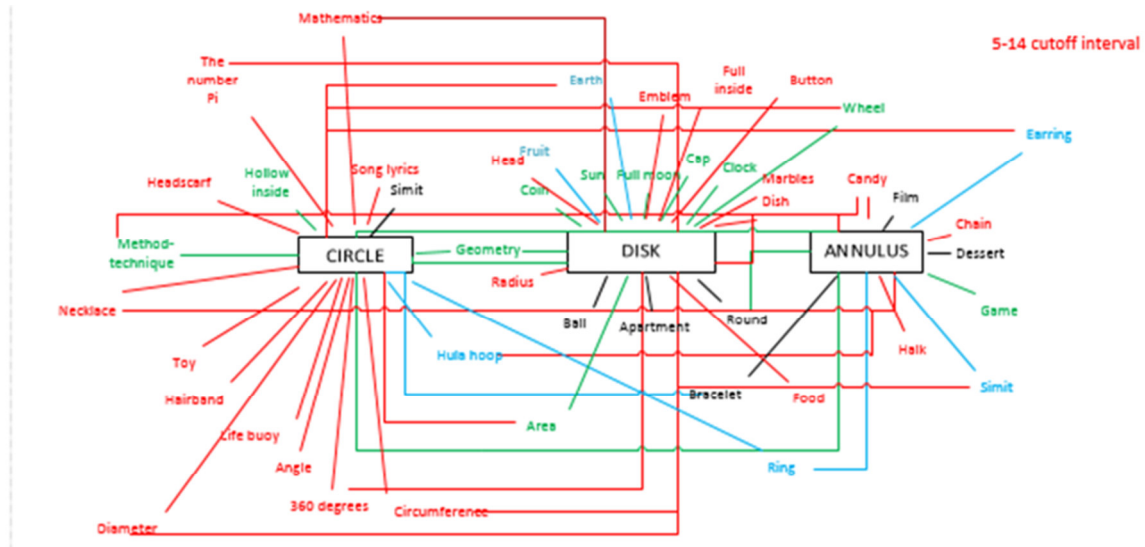 Mathematics
5-14 cutoff interval
The
number
Pi
Earth
Full
inside
Button
Emblem
Wheel
Earring
Fruit
Head
Cap
Clock
Hollow
inside
Song lyrics
Simit
Sun
Full moon
Coin
Marbles
Dish
Candy
Film
Headscarf
Method-
technique
CIRCLE
Geometry
DISK
ANNULUS
Chain
Dessert
Radius
Necklace
Ball
Apartment
Round
Game
Toy
Hula hoop
Halk
Hairband
Bracelet
Food
Simit
Life buoy
Area
Angle
Ring
360 degrees
Circumference
Diameter